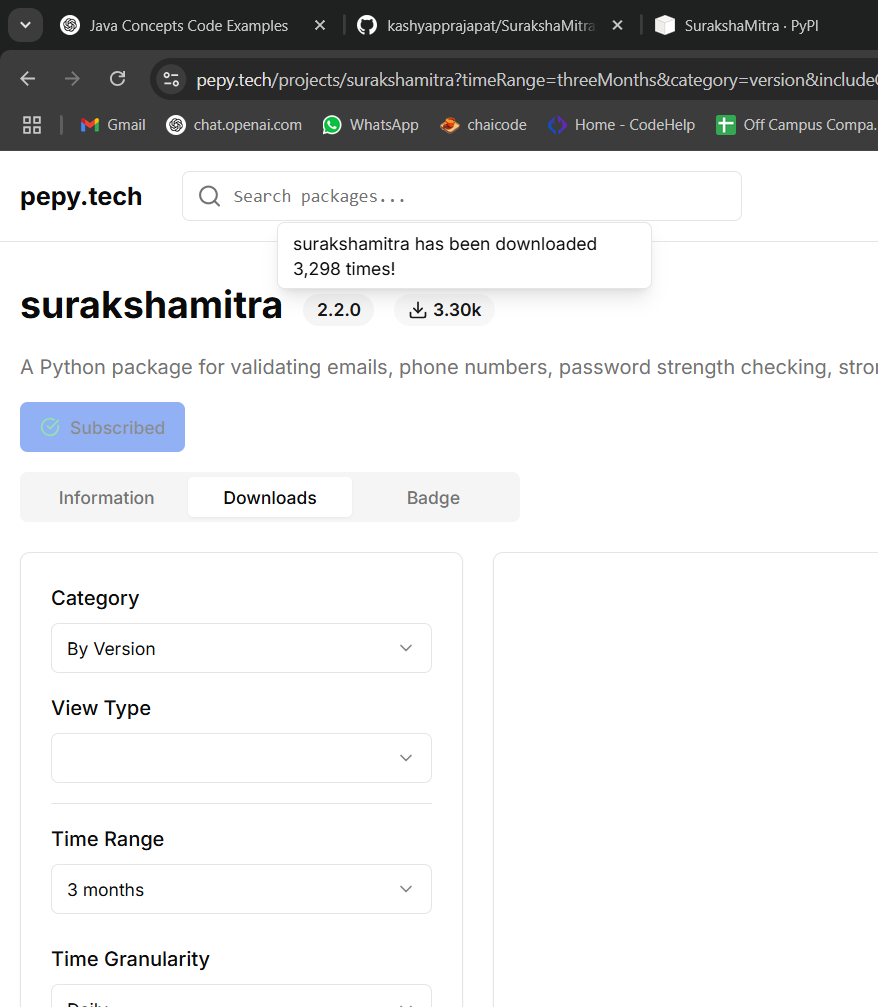 Java Concepts Code Examples
kashyapprajapat/SurakshaMitra
SurakshaMitra · PyPI
pepy.tech/projects/surakshamitra?timeRange=threeMonths&category=version&include
Gmail
chat.openai.com
WhatsApp
chaicode
Home - CodeHelp
Off Campus Compa.
pepy.tech
Search packages...
surakshamitra has been downloaded
3,298 times!
surakshamitra
2.2.0
3.30k
A Python package for validating emails, phone numbers, password strength checking, stro
Subscribed
Information
Downloads
Badge
Category
By Version
View Type
Time Range
3 months
Time Granularity
Daily